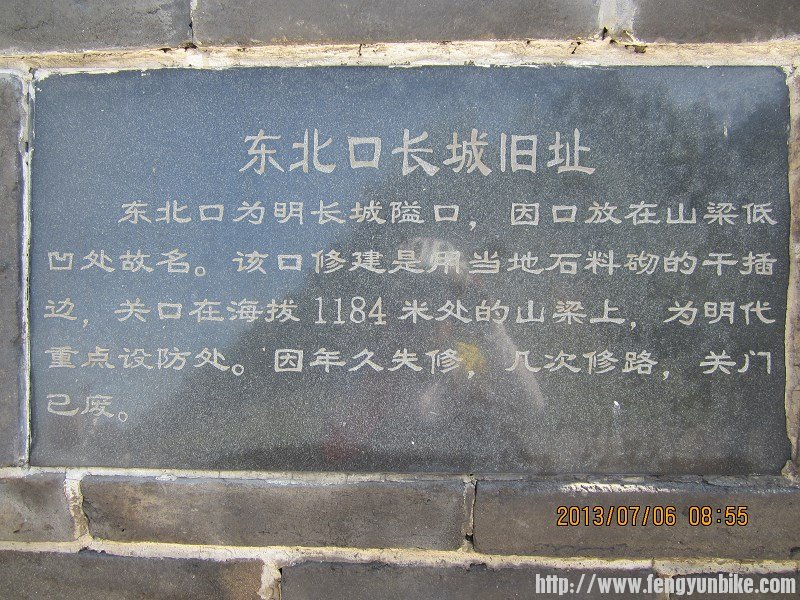 东北口长城旧址
东北口为明长城隘口，因口放在山梁低
凹处故名。该口修建是用当地石料砌的干插
边，关口在海拔1184米处的山梁上，为明代
重点设防处。因年久失修，几次修路，关门
已废。
2013/07/06 08:55
http://www.fengyunbike.com